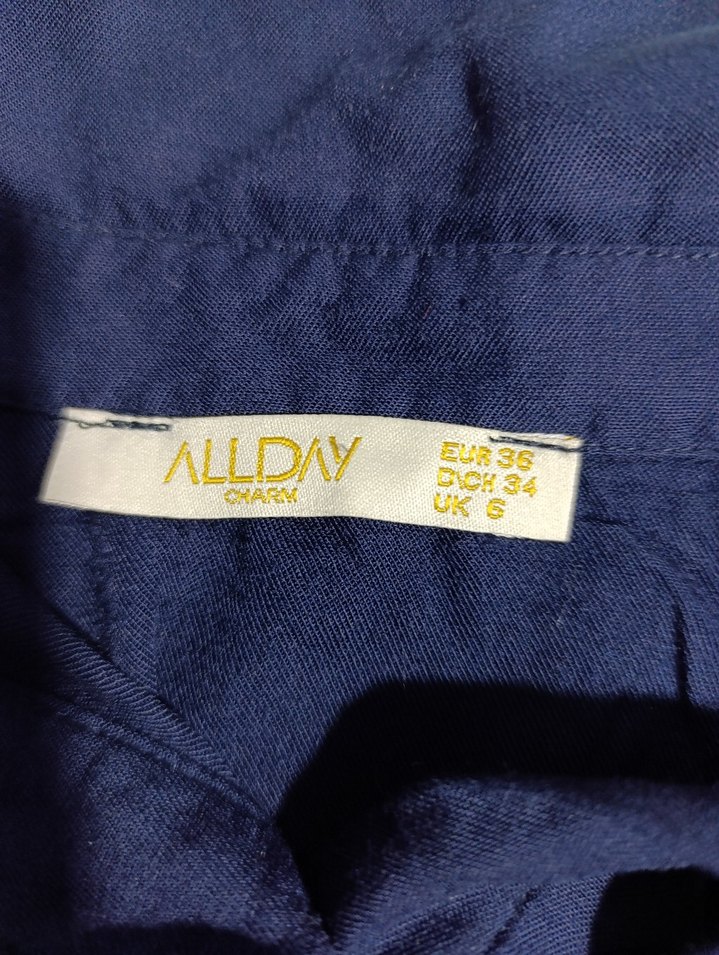 ALLDAY
CHARM
EUR 36
D\CH 34
UK 6